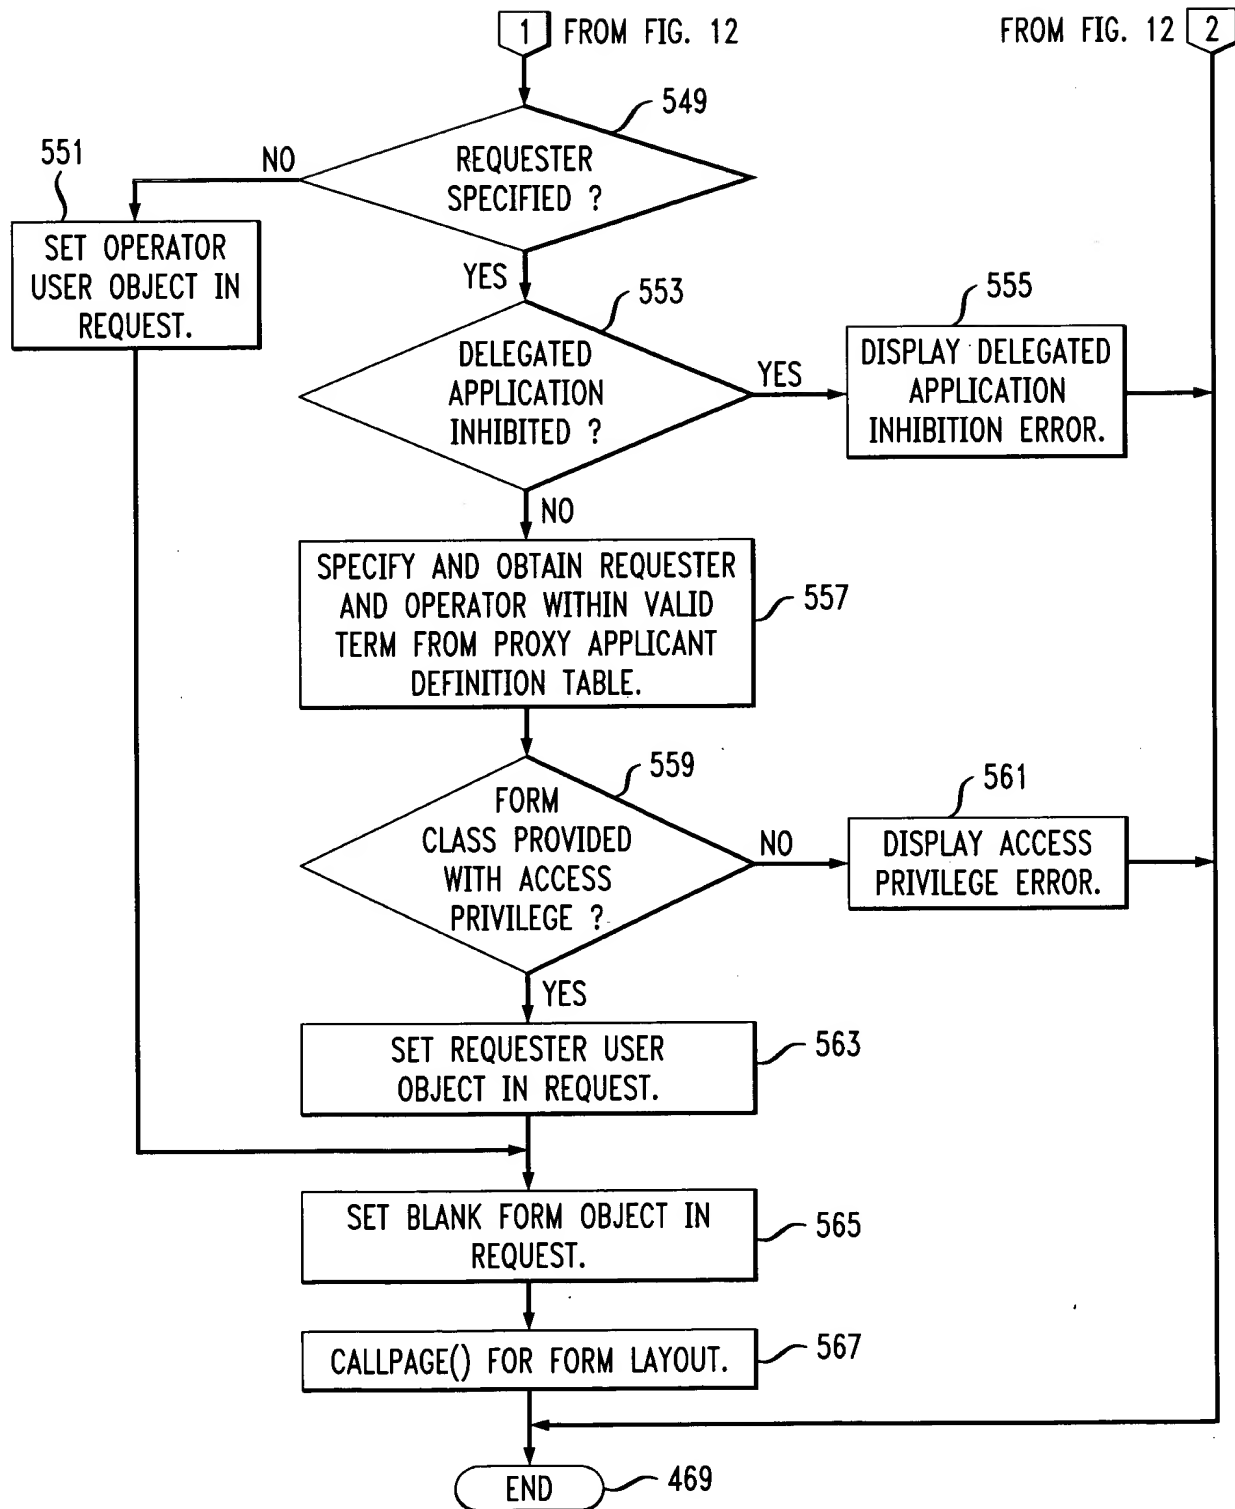 1 FROM FIG. 12
FROM FIG. 12 2
549
REQUESTER
SPECIFIED ?
NO
551
SET OPERATOR
USER OBJECT IN
REQUEST.
YES
553
DELEGATED
APPLICATION
INHIBITED ?
YES
555
DISPLAY DELEGATED
APPLICATION
INHIBITION ERROR.
NO
SPECIFY AND OBTAIN REQUESTER
AND OPERATOR WITHIN VALID
TERM FROM PROXY APPLICANT
DEFINITION TABLE.
557
559
FORM
CLASS PROVIDED
WITH ACCESS
PRIVILEGE ?
NO
561
DISPLAY ACCESS
PRIVILEGE ERROR.
YES
SET REQUESTER USER
OBJECT IN REQUEST.
563
SET BLANK FORM OBJECT IN
REQUEST.
565
CALLPAGE() FOR FORM LAYOUT.
567
END
469